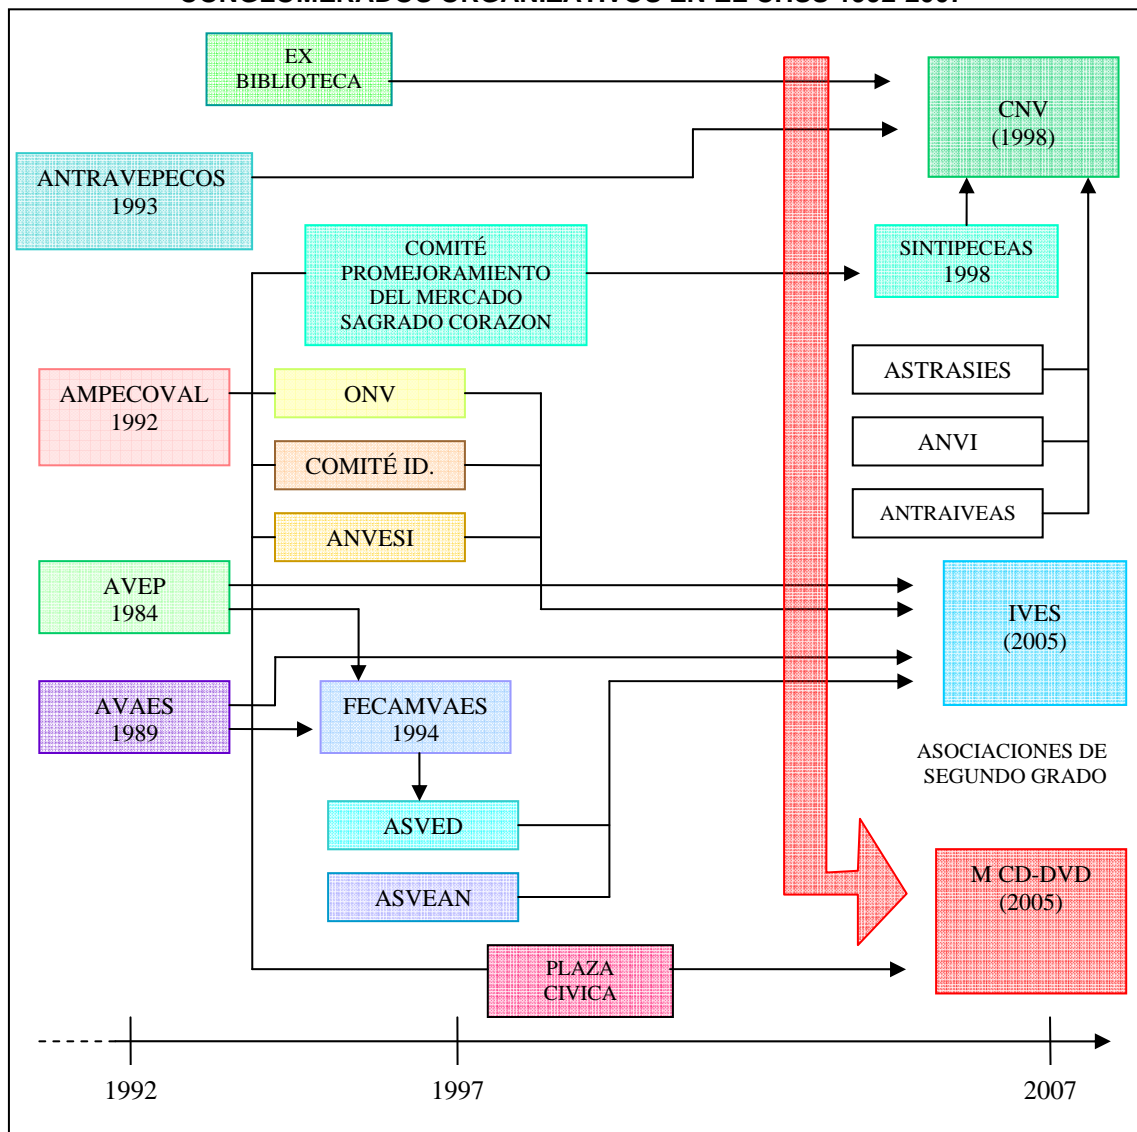 EX
BIBLIOTECA
CNV
(1998)
ANTRAVEPECOS
1993
COMITÉ
PROMEJORAMIENTO
DEL MERCADO
SAGRADO CORAZON
SINTIPECEAS
1998
AMPECOVAL
1992
ONV
ASTRASIES
COMITÉ ID.
ANVI
ANVESI
ANTRAIVEAS
AVEP
1984
IVES
(2005)
AVAES
1989
FECAMVAES
1994
ASOCIACIONES DE
SEGUNDO GRADO
ASVED
ASVEAN
M CD-DVD
(2005)
PLAZA
CIVICA
1992
1997
2007